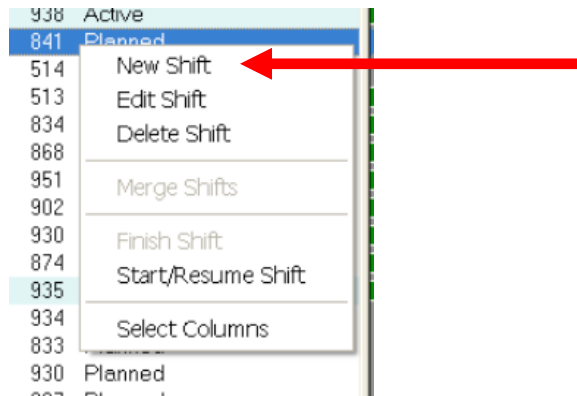 938 Active
841 Planned
New Shift
514
513 Edit Shift
834 Delete Shift
868
951 Merge Shifts
902
930 Finish Shift
874 Start/Resume Shift
935
934 Select Columns
833
930 Planned